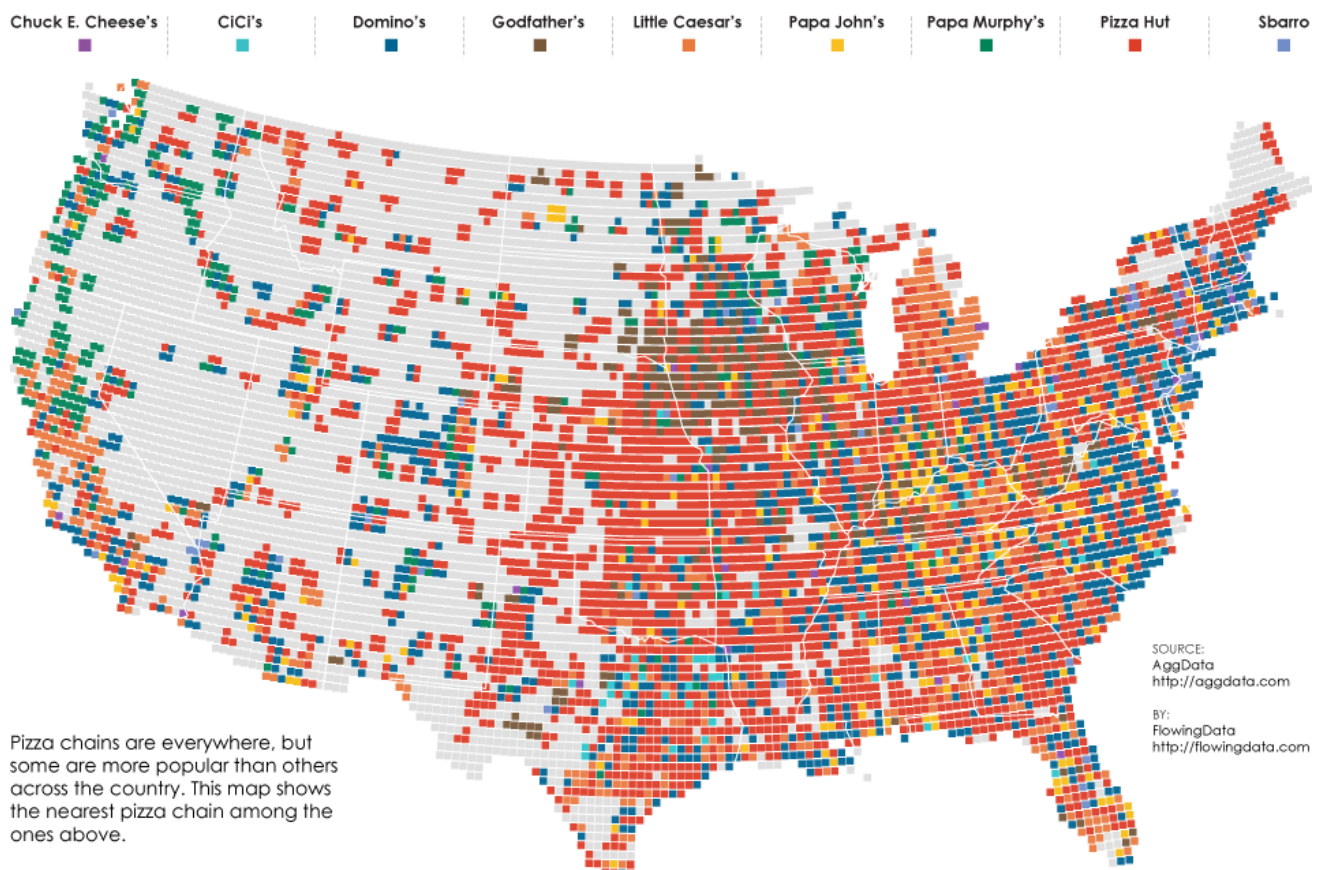 Chuck E. Cheese's CiCi's Domino's Godfather's Little Caesar's Papa John's Papa Murphy's Pizza Hut Sbarro
SOURCE:
AggData
http://aggdata.com
BY:
FlowingData
http://flowingdata.com
Pizza chains are everywhere, but
some are more popular than others
across the country. This map shows
the nearest pizza chain among the
ones above.